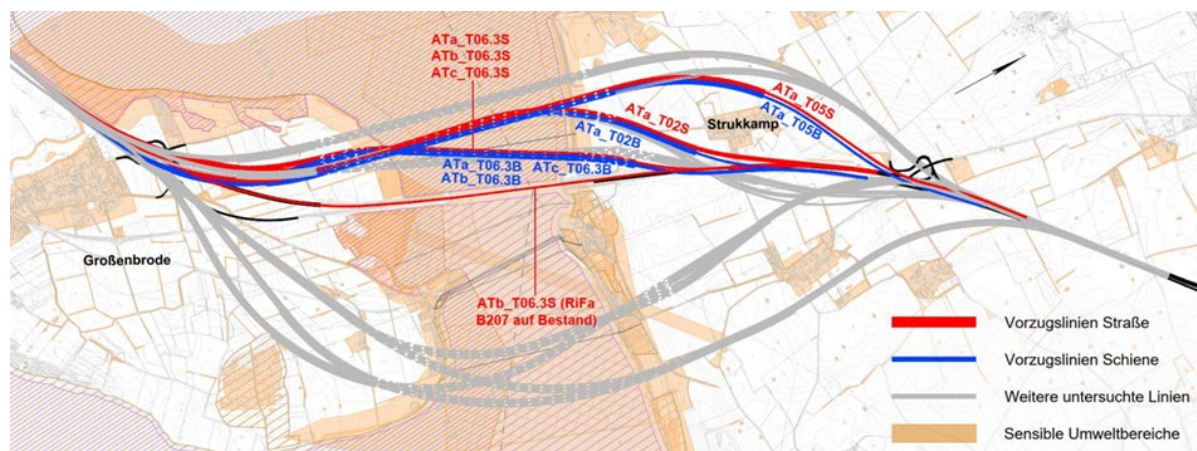 ATa_T06.3S
ATb_T06.3S
ATc_T06.3S
ATa_T05S
ATa_T05B
ATa_T02S
Strukkamp
ATa_T02B
ATa_T06.3B ATc_T06.3B
ATb_T06.3B
Großenbrode
ATb_T06.3S (RiFa
B207 auf Bestand)
Vorzugslinien Straße
Vorzugslinien Schiene
Weitere untersuchte Linien
Sensible Umweltbereiche